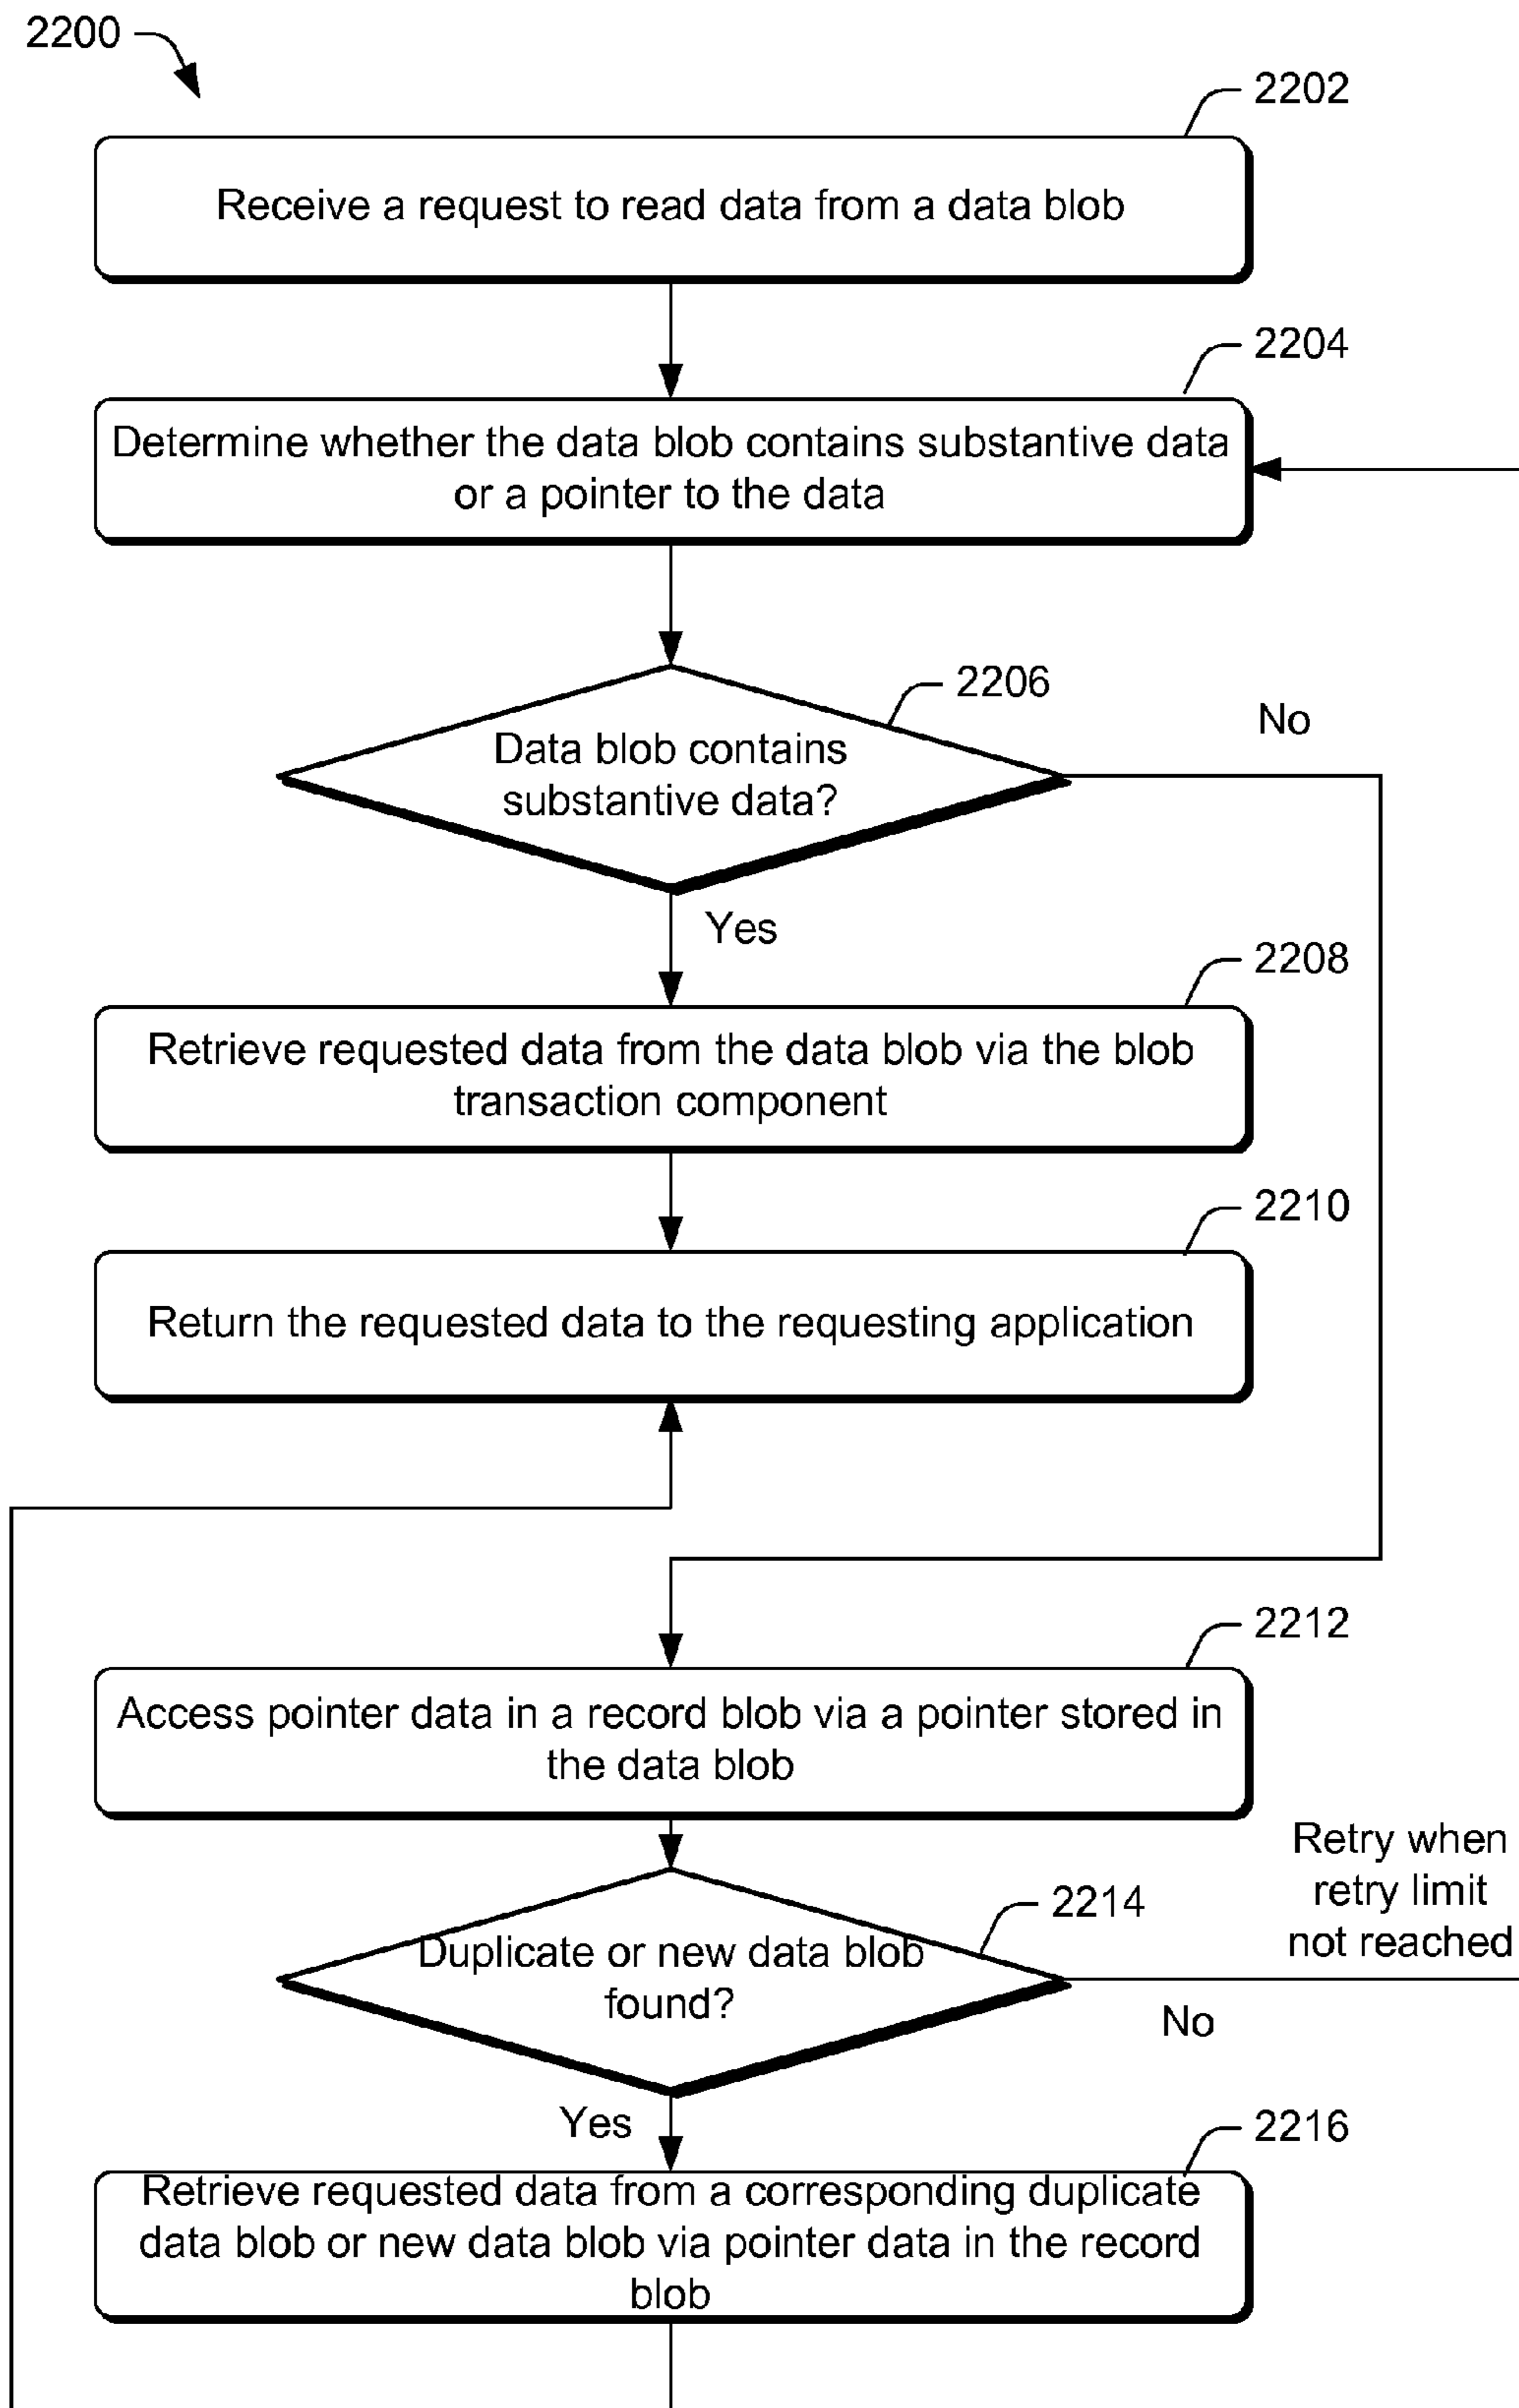 2200
2202
Receive a request to read data from a data blob
2204
Determine whether the data blob contains substantive data
or a pointer to the data
2206
No
Data blob contains
substantive data?
Yes
2208
Retrieve requested data from the data blob via the blob
transaction component
2210
Return the requested data to the requesting application
2212
Access pointer data in a record blob via a pointer stored in
the data blob
Retry when
retry limit
not reached
2214
Duplicate or new data blob
found?
No
Yes
2216
Retrieve requested data from a corresponding duplicate
data blob or new data blob via pointer data in the record
blob